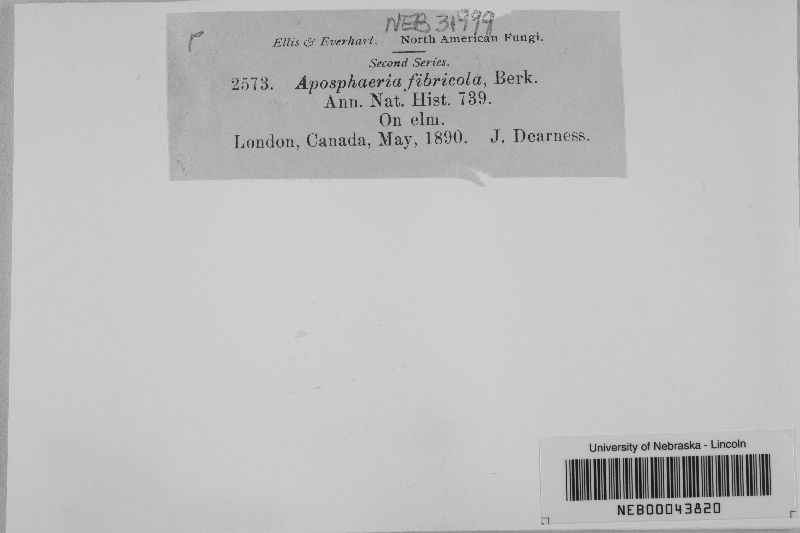 NEB 31999
Ellis & Everhart. North American Fungi.
Second Series.
2573. Aposphaeria fibricola, Berk.
Ann. Nat. Hist. 739.
On elm.
London, Canada, May, 1890. J. Dearness.
University of Nebraska - Lincoln
NEB00043820